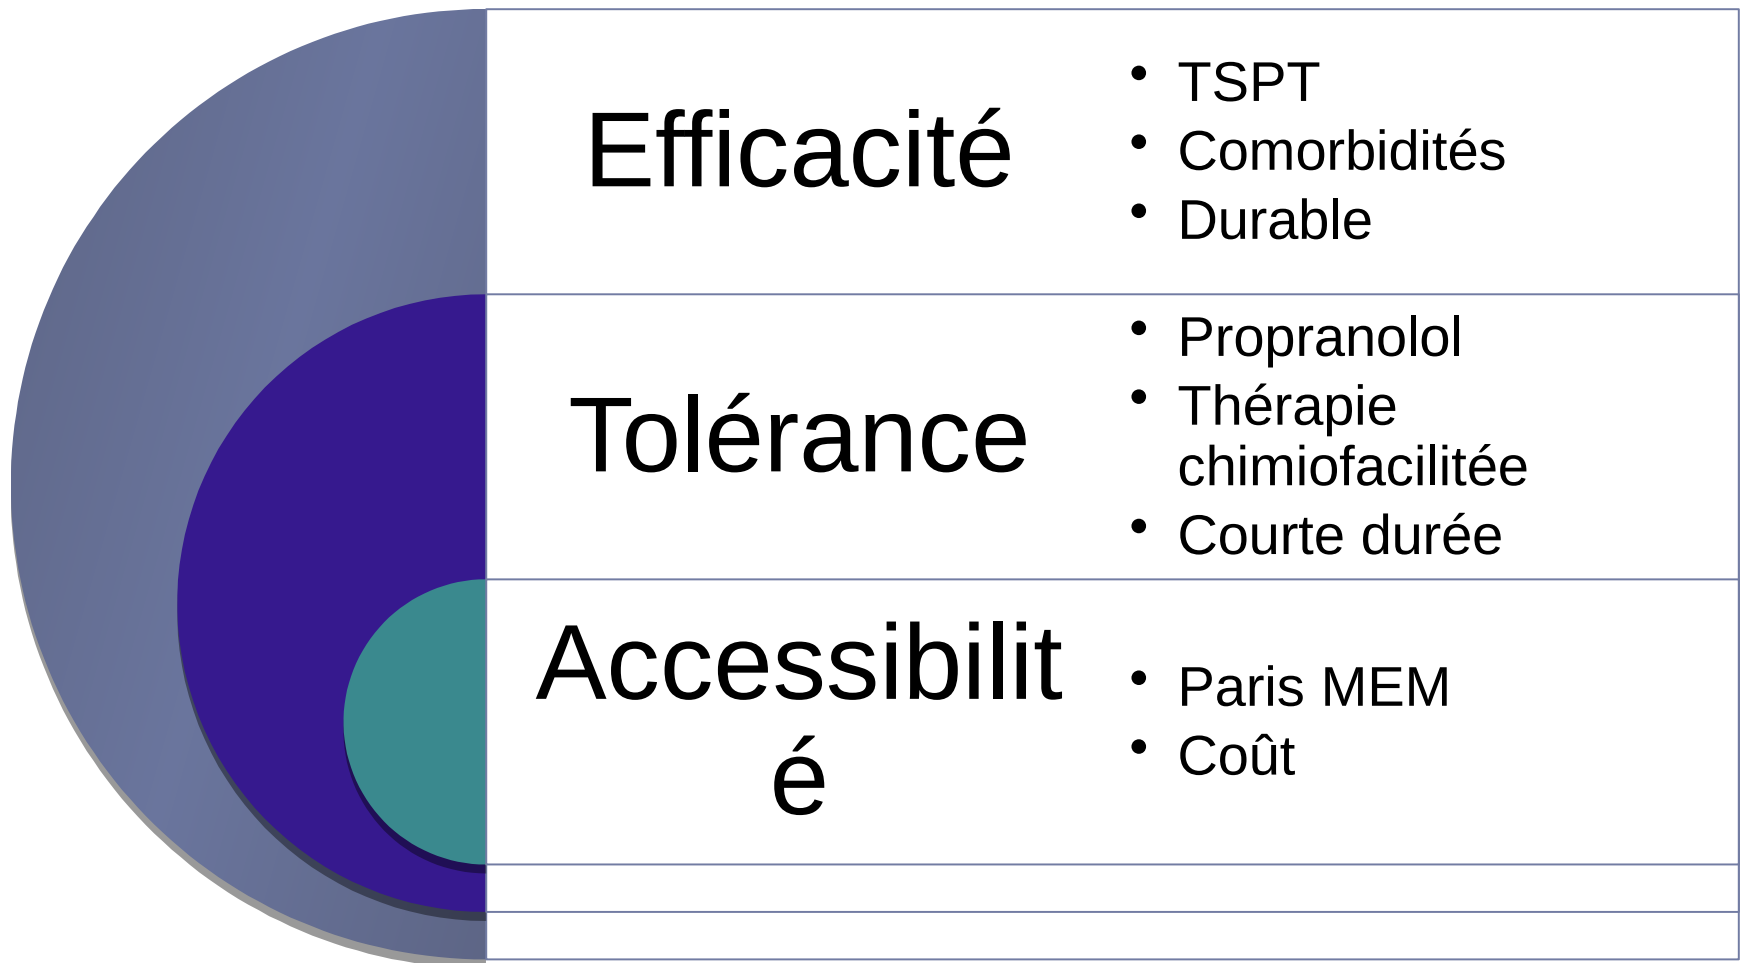 Efficacité
• TSPT
• Comorbidités
• Durable
Tolérance
• Propranolol
• Thérapie
chimiofacilitée
• Courte durée
Accessibilit
é
• Paris MEM
• Coût